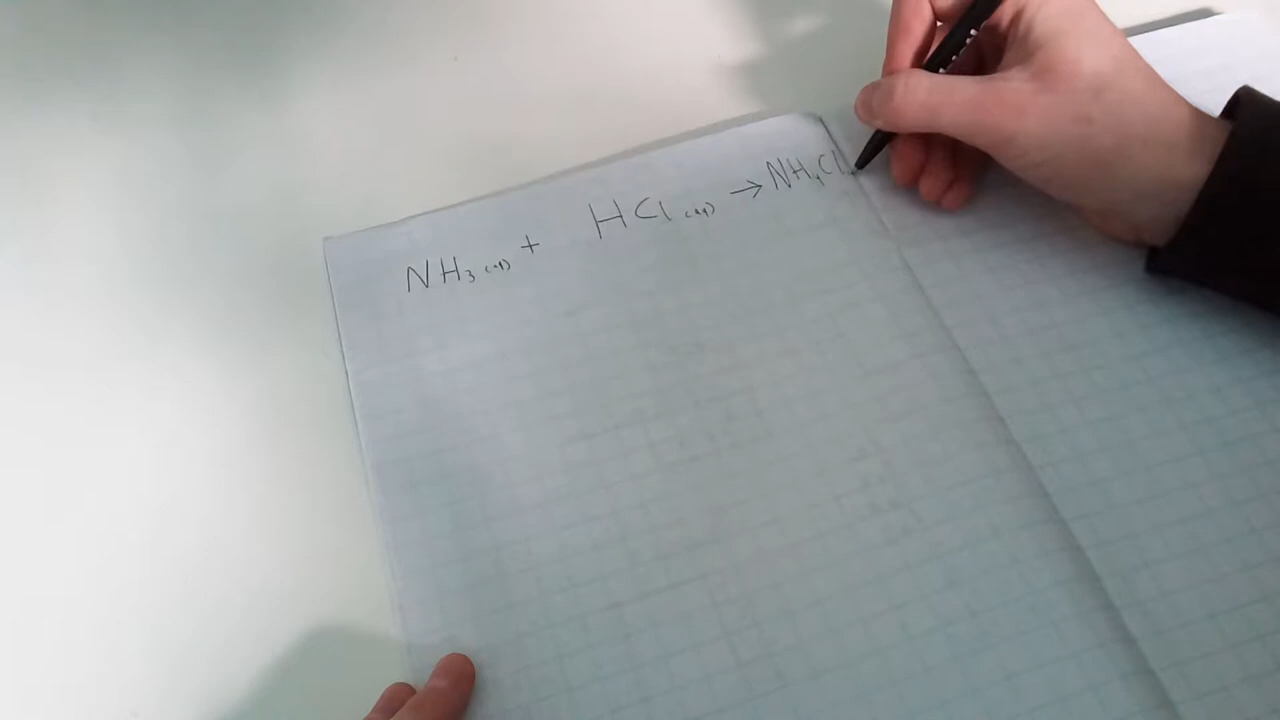 NH₃(aq) + HCl(aq) → NH₄Cl